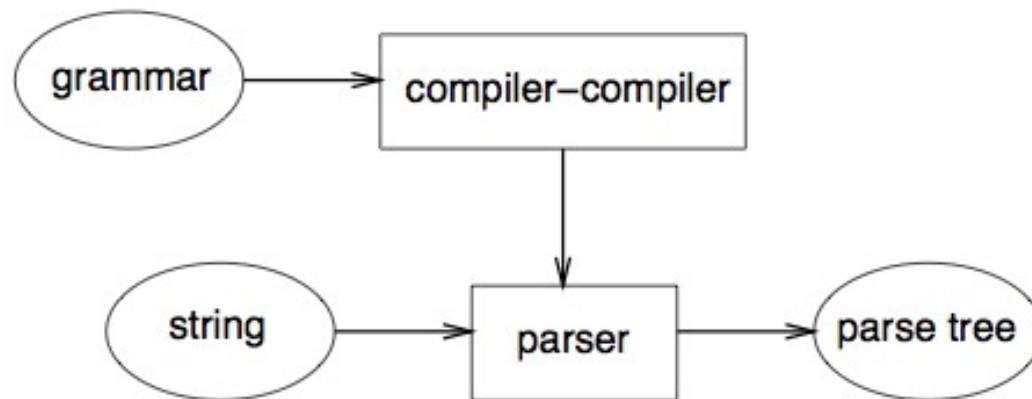 grammar
compiler–compiler
string
parser
parse tree